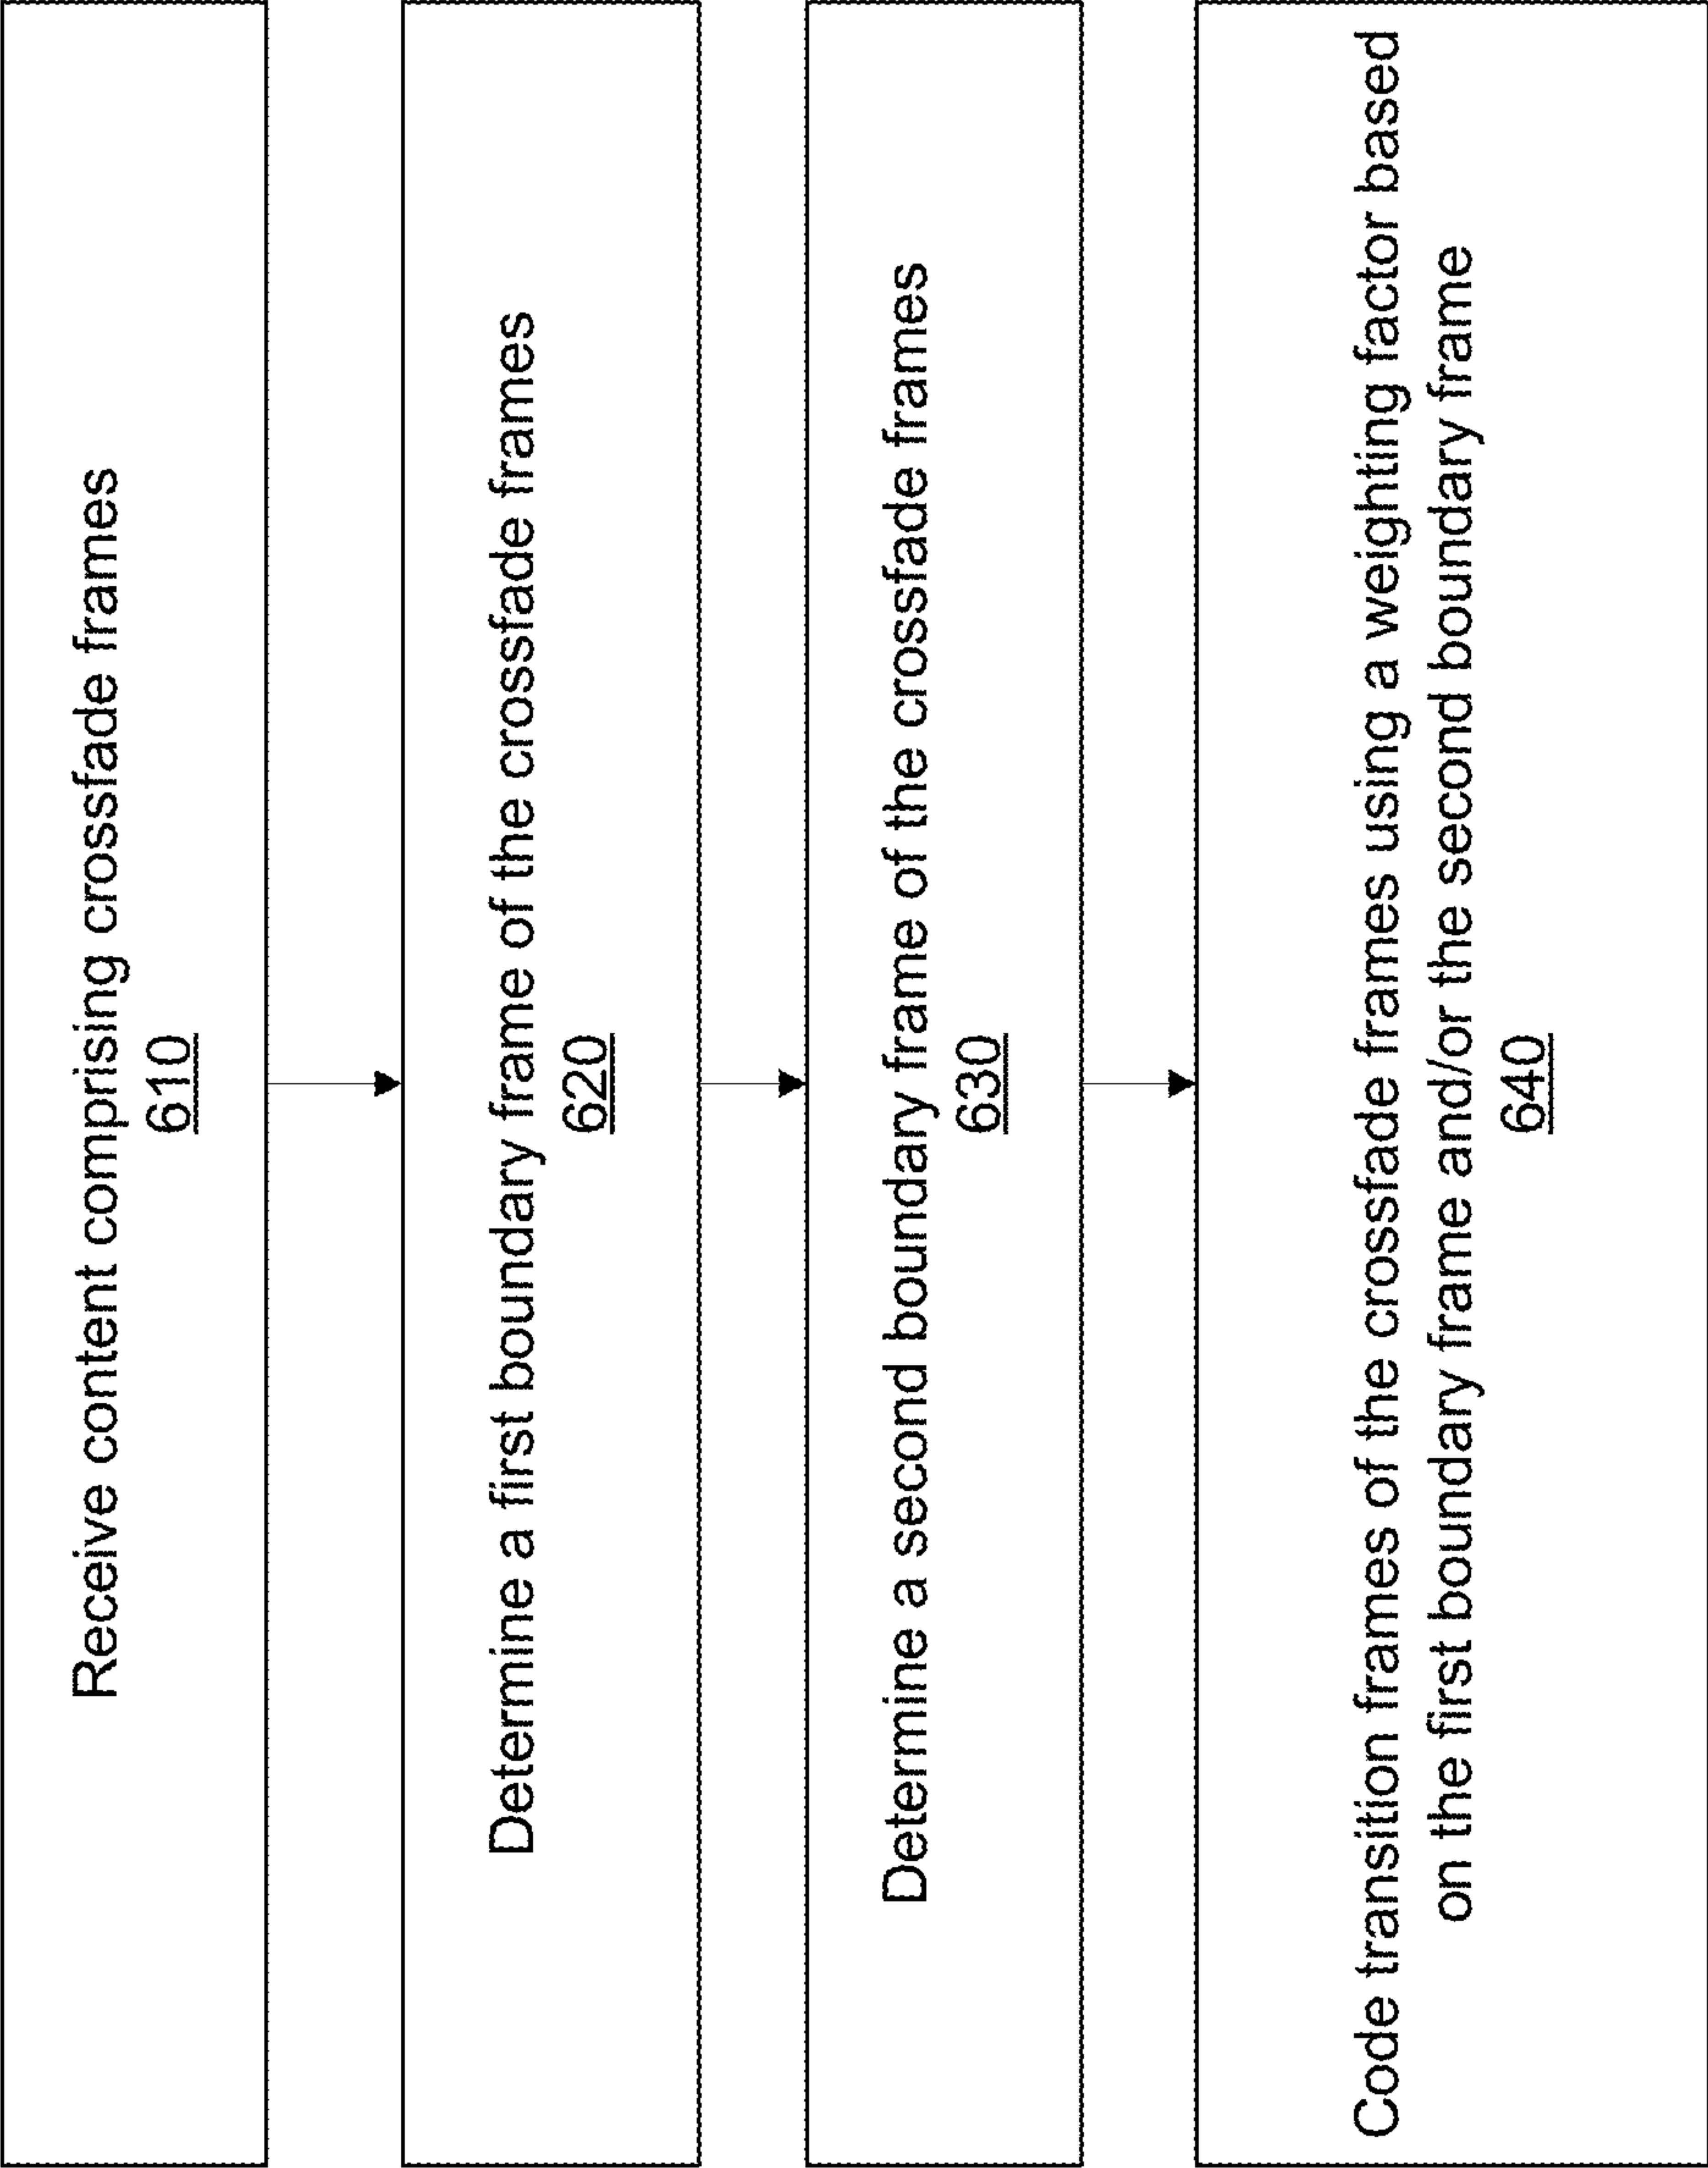 Receive content comprising crossfade frames
610
Determine a first boundary frame of the crossfade frames
620
Determine a second boundary frame of the crossfade frames
630
Code transition frames of the crossfade frames using a weighting factor based
on the first boundary frame and/or the second boundary frame
640